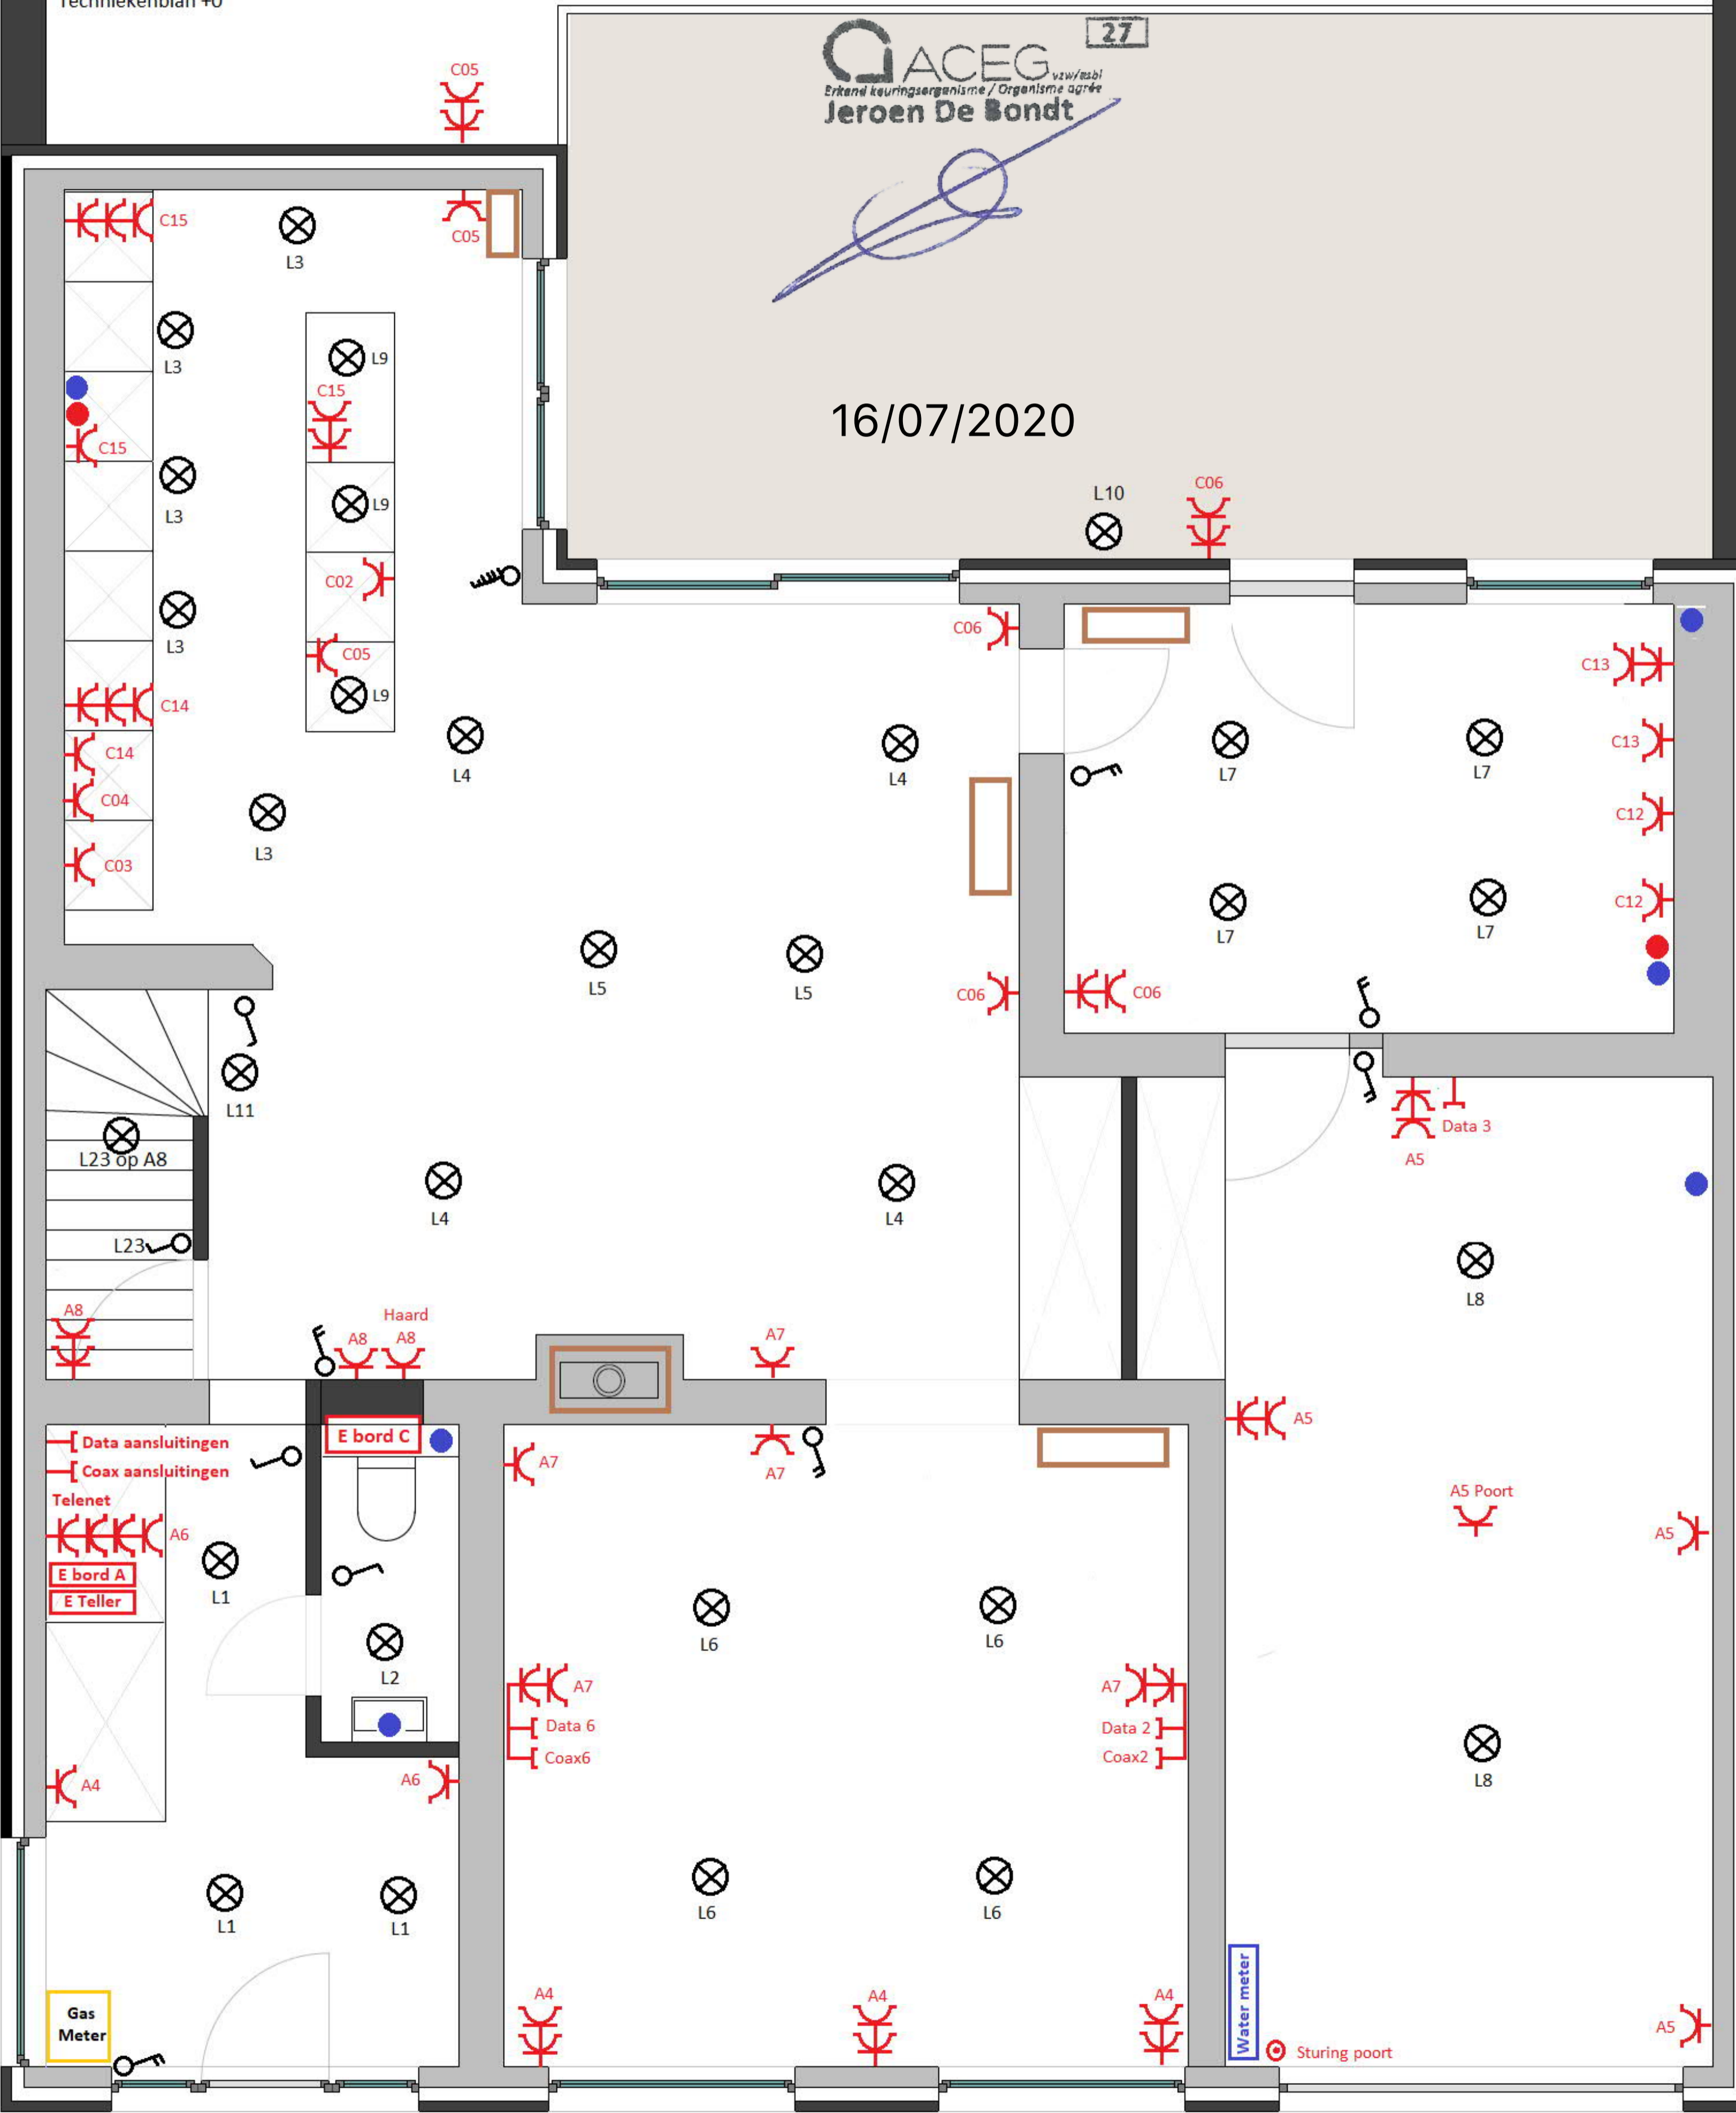 Techniekenplan +0
27
ACEG vzw/asbl
Erkend keuringsorganisme / Organisme agréé
Jeroen De Bondt
16/07/2020
C05
C15
L3
C05
L3
L9
C15
C15
L3
L9
L10
C06
C02
L3
C06
C05
C13
L9
C14
C13
L4
L4
L7
L7
C14
C04
C12
L3
C03
C12
L7
L7
L5
L5
C06
C06
L11
Data 3
L23 op A8
A5
L4
L4
L23
L8
A8
Haard
A8
A8
A7
E bord C
A5
Data aansluitingen
Coax aansluitingen
A7
A7
Telenet
A5 Poort
A6
A5
E bord A
E Teller
L1
L6
L6
L2
A7
A7
Data 6
Data 2
Coax6
Coax2
A4
A6
L8
L1
L1
L6
L6
A4
A4
A4
Gas
Meter
Water meter
A5
Sturing poort